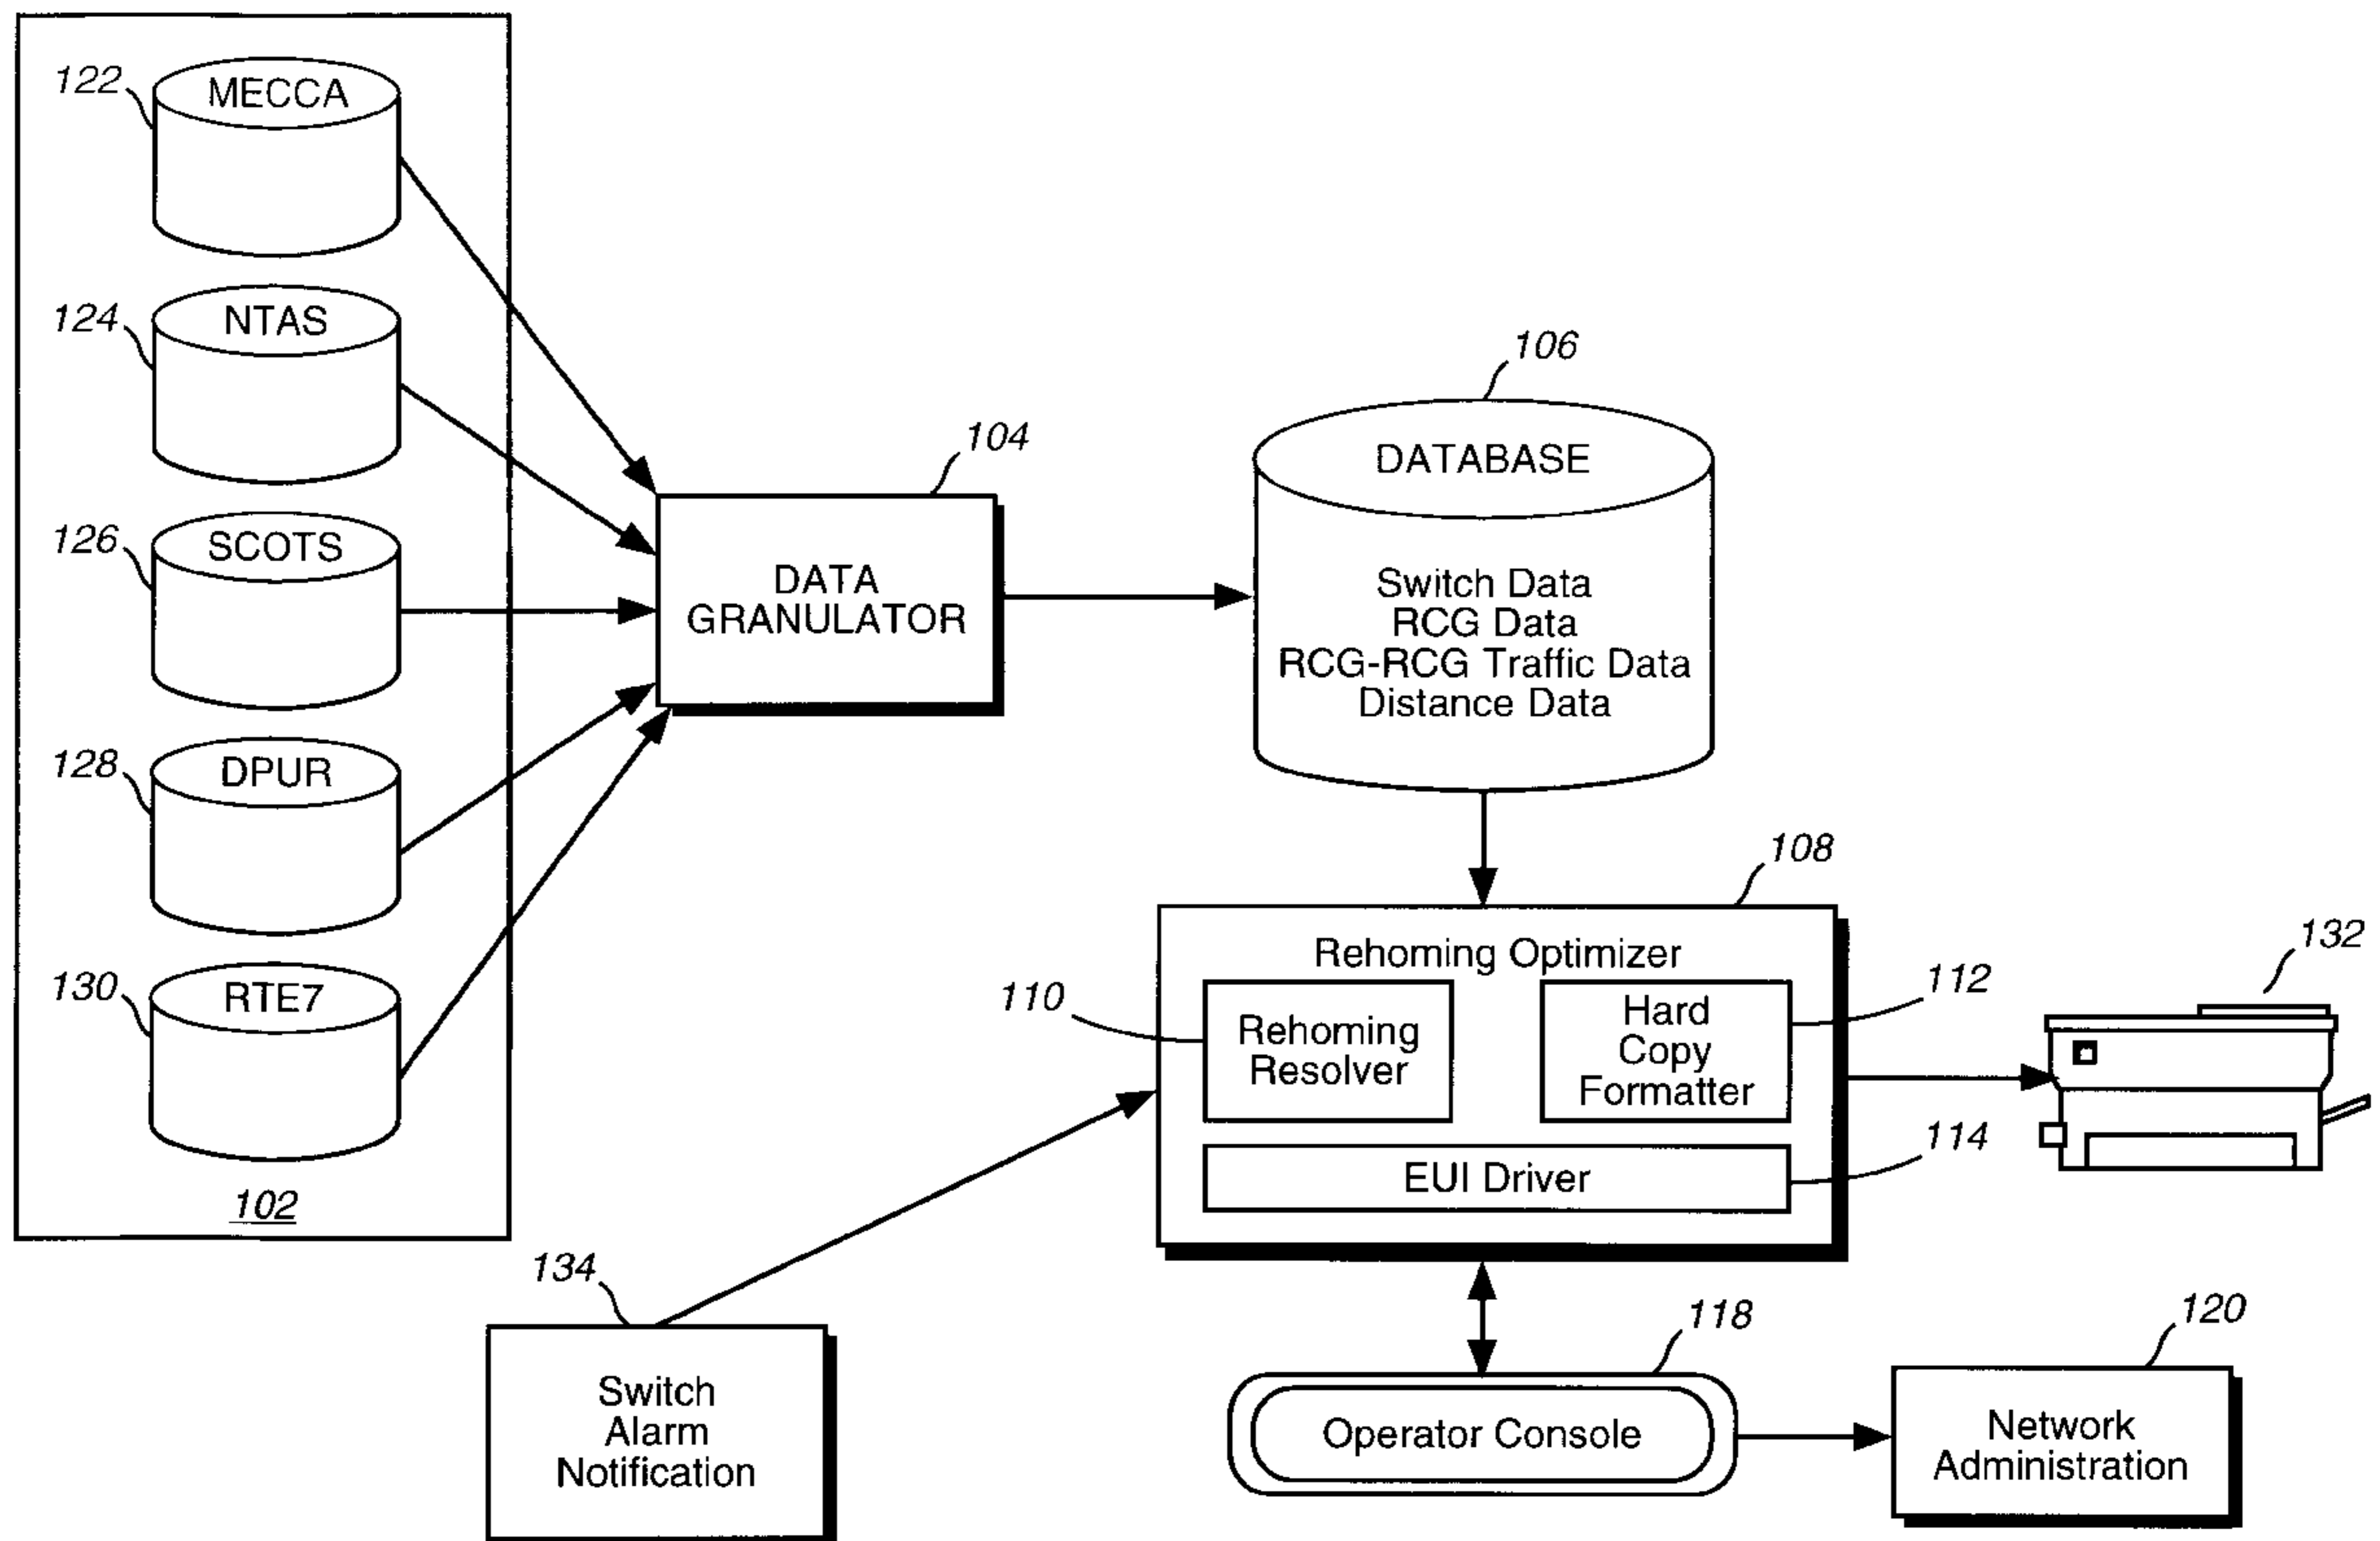 122
MECCA
124
NTAS
126
SCOTS
128
DPUR
130
RTE7
102
104
DATA
GRANULATOR
106
DATABASE
Switch Data
RCG Data
RCG-RCG Traffic Data
Distance Data
108
Rehoming Optimizer
110
Rehoming
Resolver
112
Hard
Copy
Formatter
114
EUI Driver
132
134
Switch
Alarm
Notification
118
Operator Console
120
Network
Administration